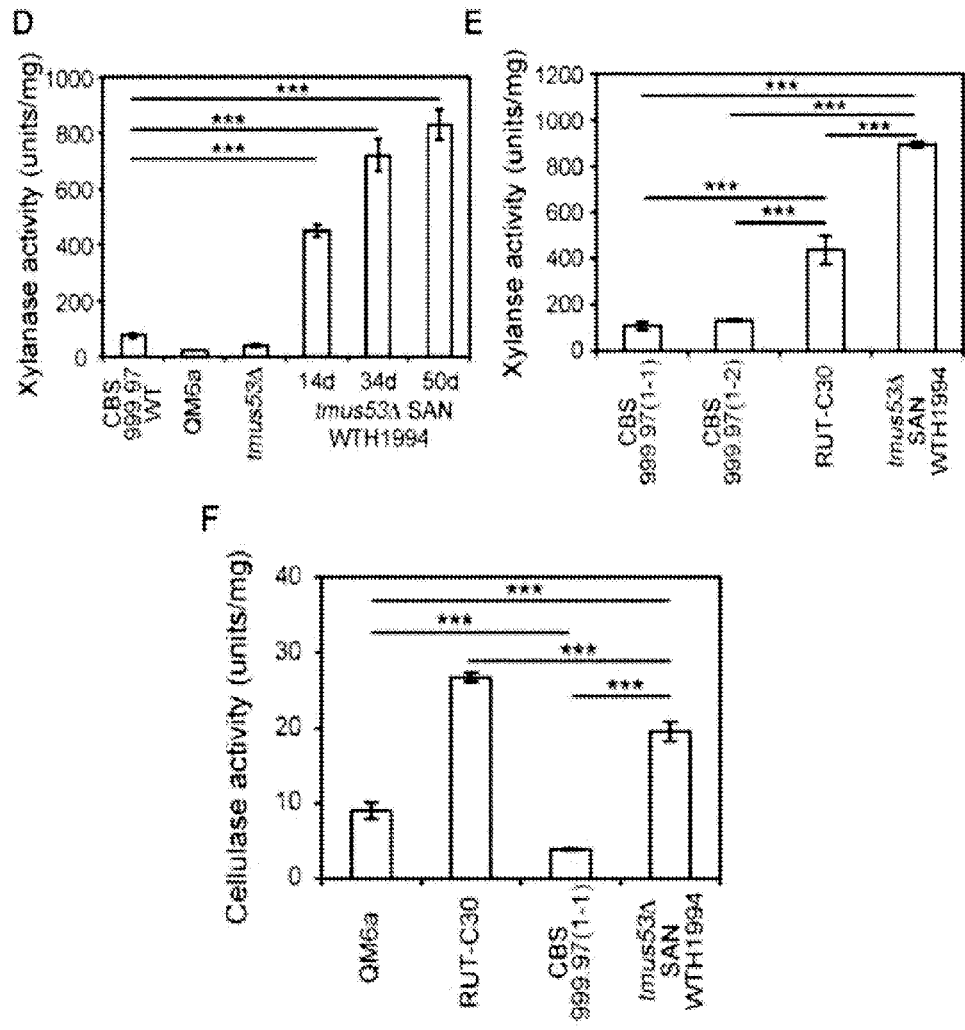 D
Xylanase activity (units/mg)
1000
800
600
400
200
0
***
***
***
CBS
999.97
WT
QM6a
tmus53Δ
14d
34d
50d
tmus53Δ SAN
WTH1994
E
Xylanse activity (units/mg)
1200
1000
800
600
400
200
0
***
***
***
***
***
CBS
999.97(1-1)
CBS
999.97(1-2)
RUT-C30
tmus53Δ
SAN
WTH1994
F
Cellulase activity (units/mg)
40
30
20
10
0
***
***
***
***
QM6a
RUT-C30
CBS
999.97(1-1)
tmus53Δ
SAN
WTH1994